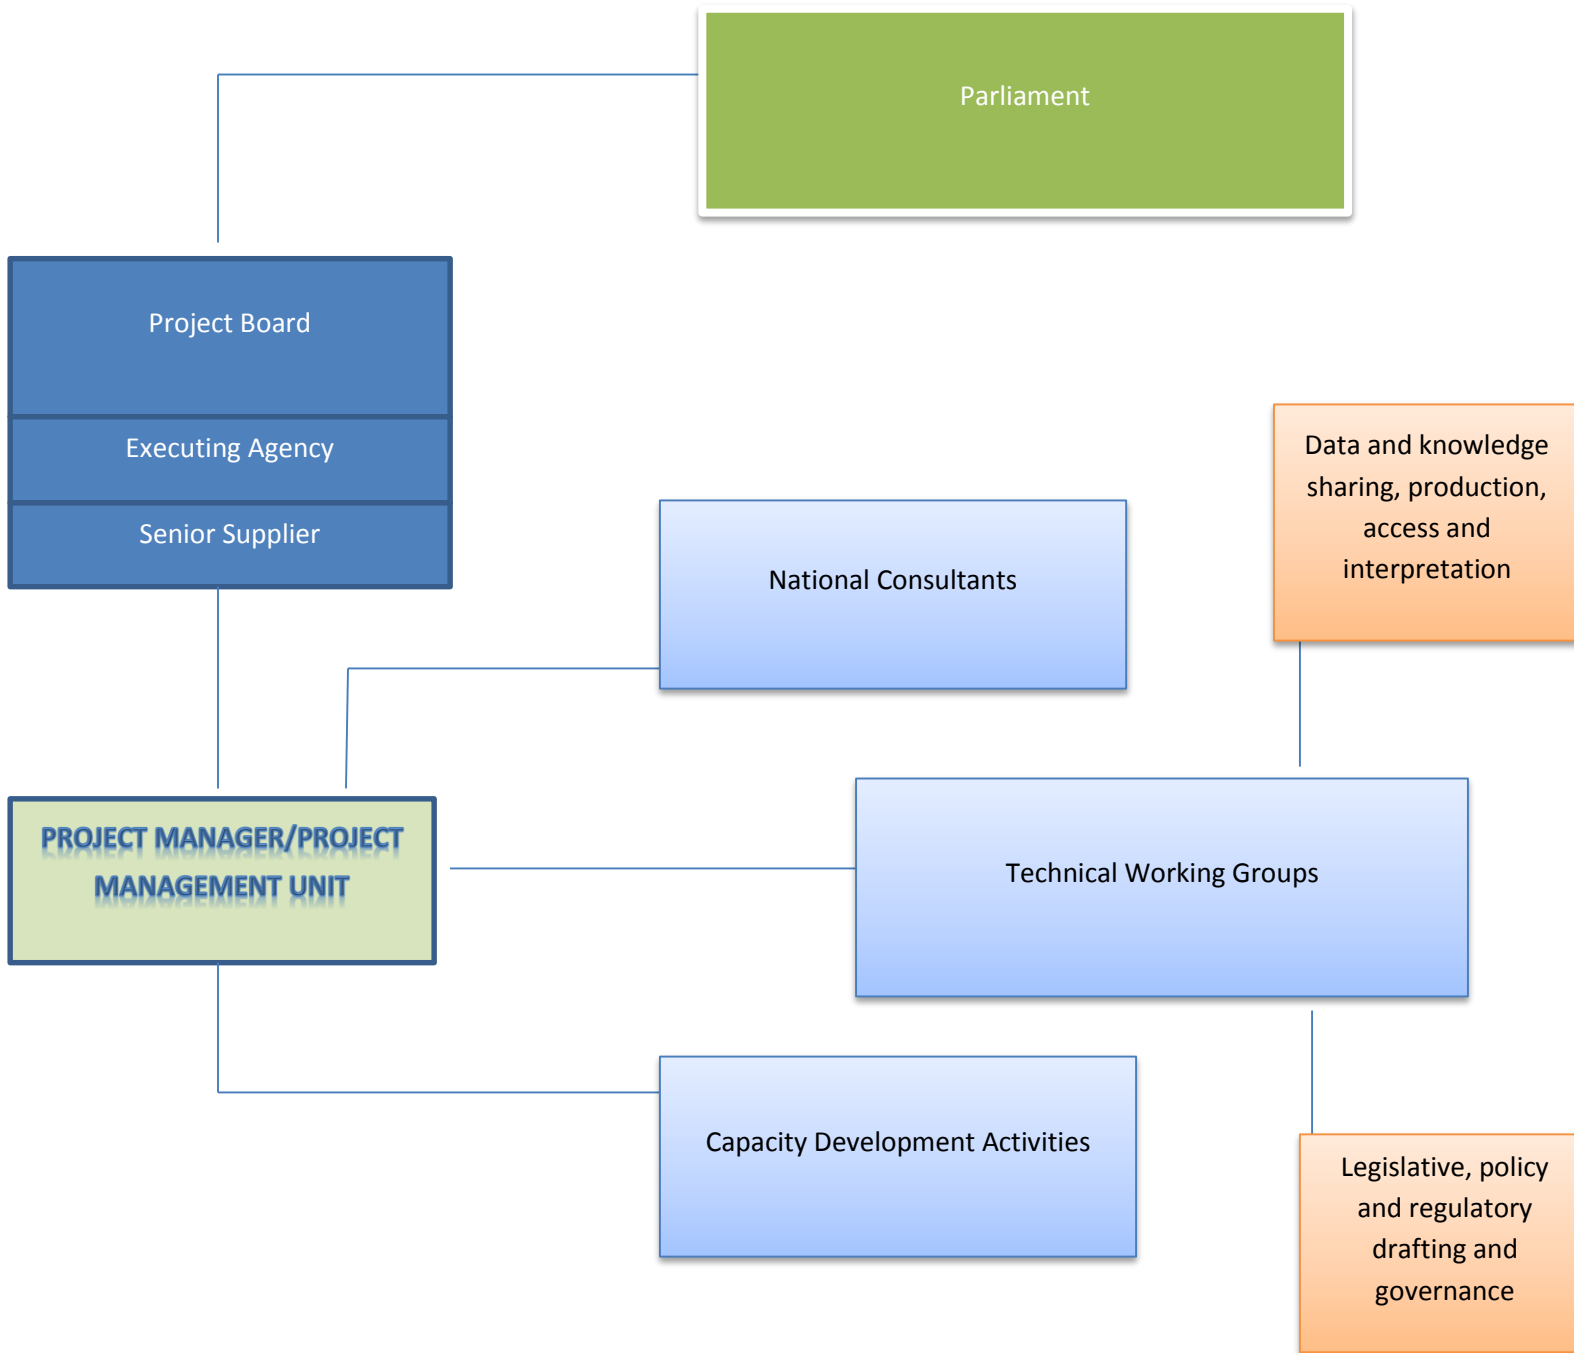 Parliament
Project Board
Executing Agency
Senior Supplier
Data and knowledge
sharing, production,
access and
interpretation
National Consultants
PROJECT MANAGER/PROJECT
MANAGEMENT UNIT
Technical Working Groups
Capacity Development Activities
Legislative, policy
and regulatory
drafting and
governance